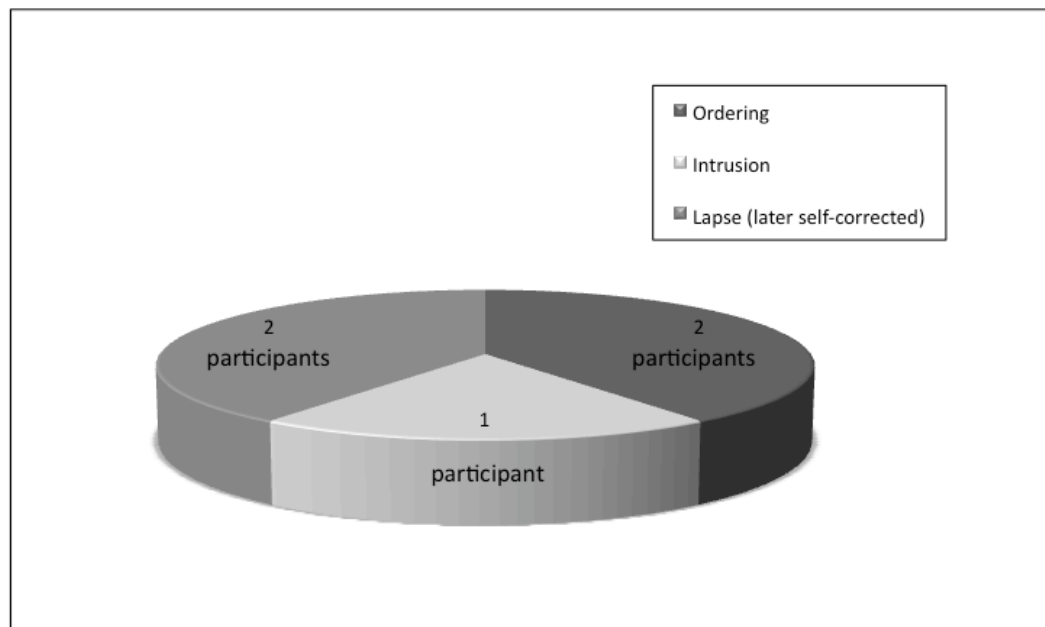 Ordering
Intrusion
Lapse (later self-corrected)
2
participants
2
participants
1
participant